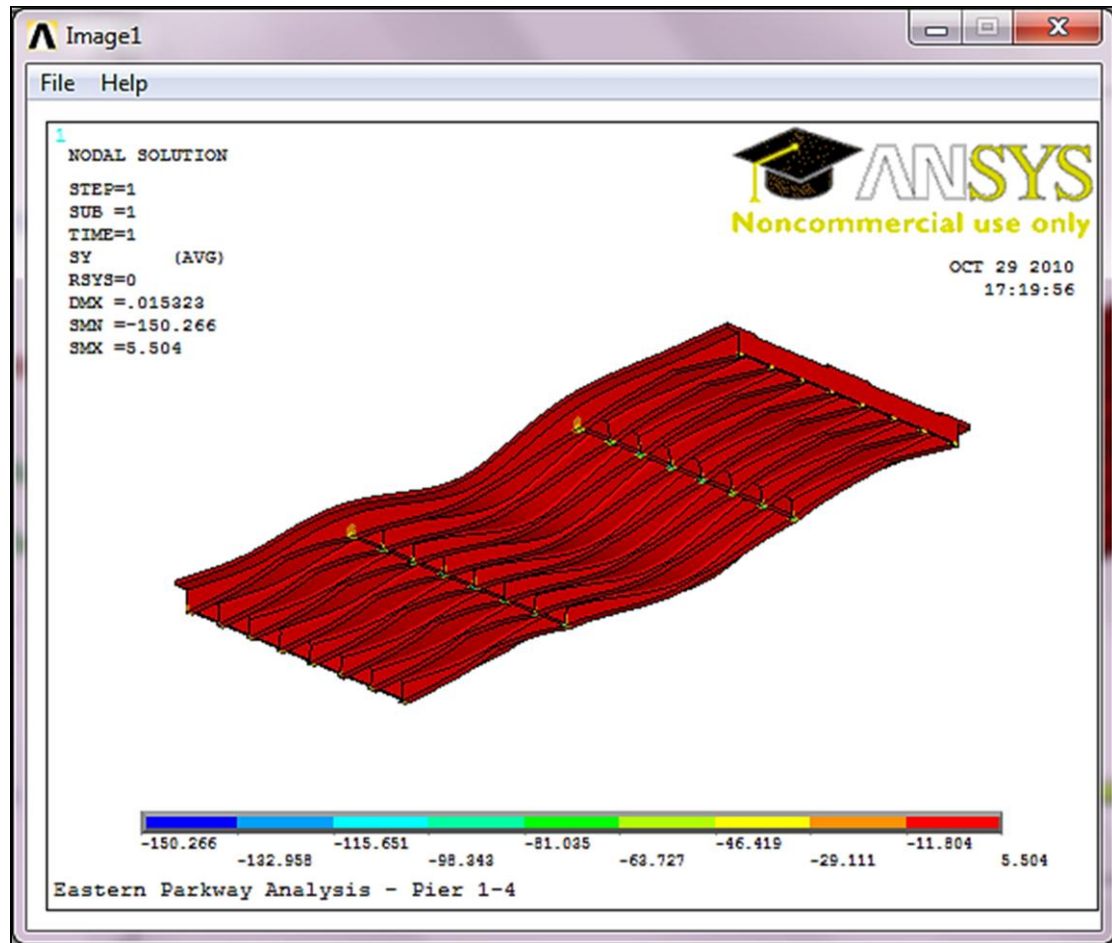 Image1
File Help
1
NODAL SOLUTION
STEP=1
SUB =1
TIME=1
SY (AVG)
RSYS=0
DMX =.015323
SMN =-150.266
SMX =5.504
ANSYS
Noncommercial use only
OCT 29 2010
17:19:56
-150.266 -115.651 -81.035 -46.419 -11.804
-132.958 -98.343 -63.727 -29.111 5.504
Eastern Parkway Analysis - Pier 1-4